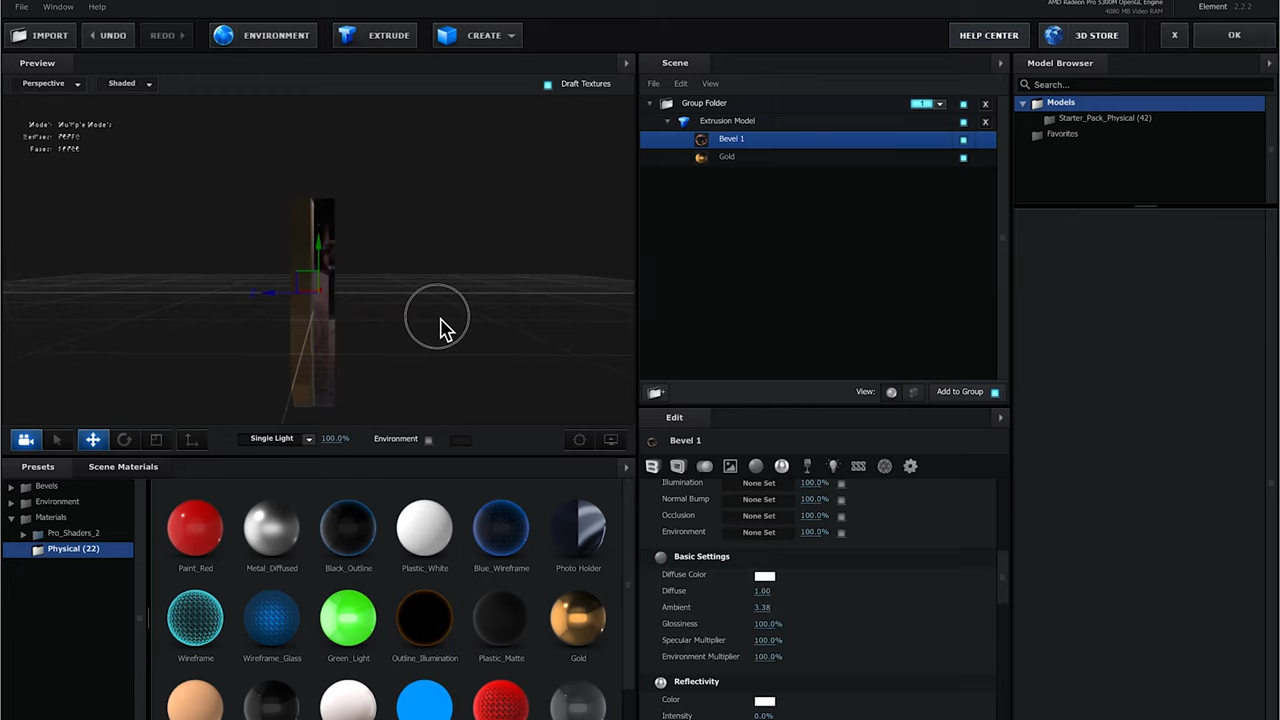 File Window Help
AMD Radeon Pro 5300M OpenGL Engine
4080 MB Video RAM
Element 2.2.2
IMPORT UNDO REDO ENVIRONMENT EXTRUDE CREATE HELP CENTER 3D STORE X OK
Preview
Perspective Shaded Draft Textures
Single Light 100.0% Environment
Scene
File Edit View
Group Folder 1 X
Extrusion Model X
Bevel 1
Gold
View: Add to Group
Model Browser
Search...
Models
Starter_Pack_Physical (42)
Favorites
Presets Scene Materials
Bevels
Environment
Materials
Pro_Shaders_2
Physical (22)
Paint_Red Metal_Diffused Black_Outline Plastic_White Blue_Wireframe Photo Holder
Wireframe Wireframe_Glass Green_Light Outline_Illumination Plastic_Matte Gold
Edit
Bevel 1
Illumination None Set 100.0%
Normal Bump None Set 100.0%
Occlusion None Set 100.0%
Environment None Set 100.0%
Basic Settings
Diffuse Color
Diffuse 1.00
Ambient 3.38
Glossiness 100.0%
Specular Multiplier 100.0%
Environment Multiplier 100.0%
Reflectivity
Color
Intensity 0.0%